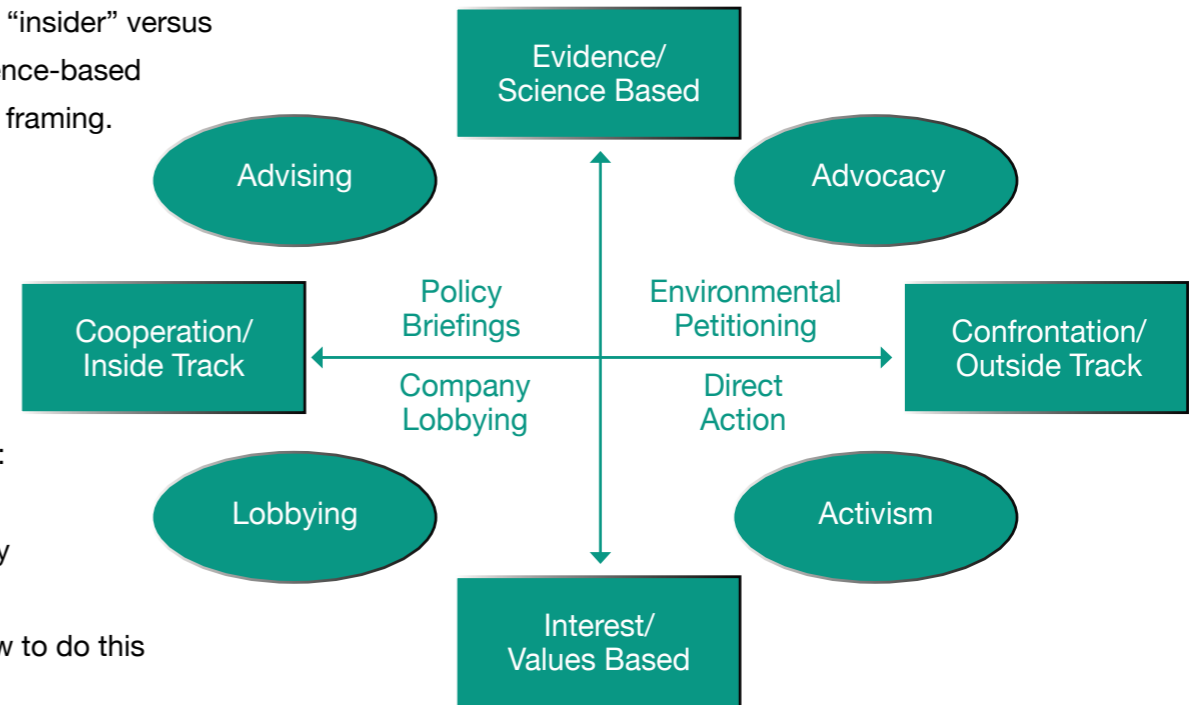 “insider” versus
ence-based
framing.
:
y
w to do this
Evidence/
Science Based
Advising
Advocacy
Policy
Briefings
Environmental
Petitioning
Cooperation/
Inside Track
Confrontation/
Outside Track
Company
Lobbying
Direct
Action
Lobbying
Activism
Interest/
Values Based